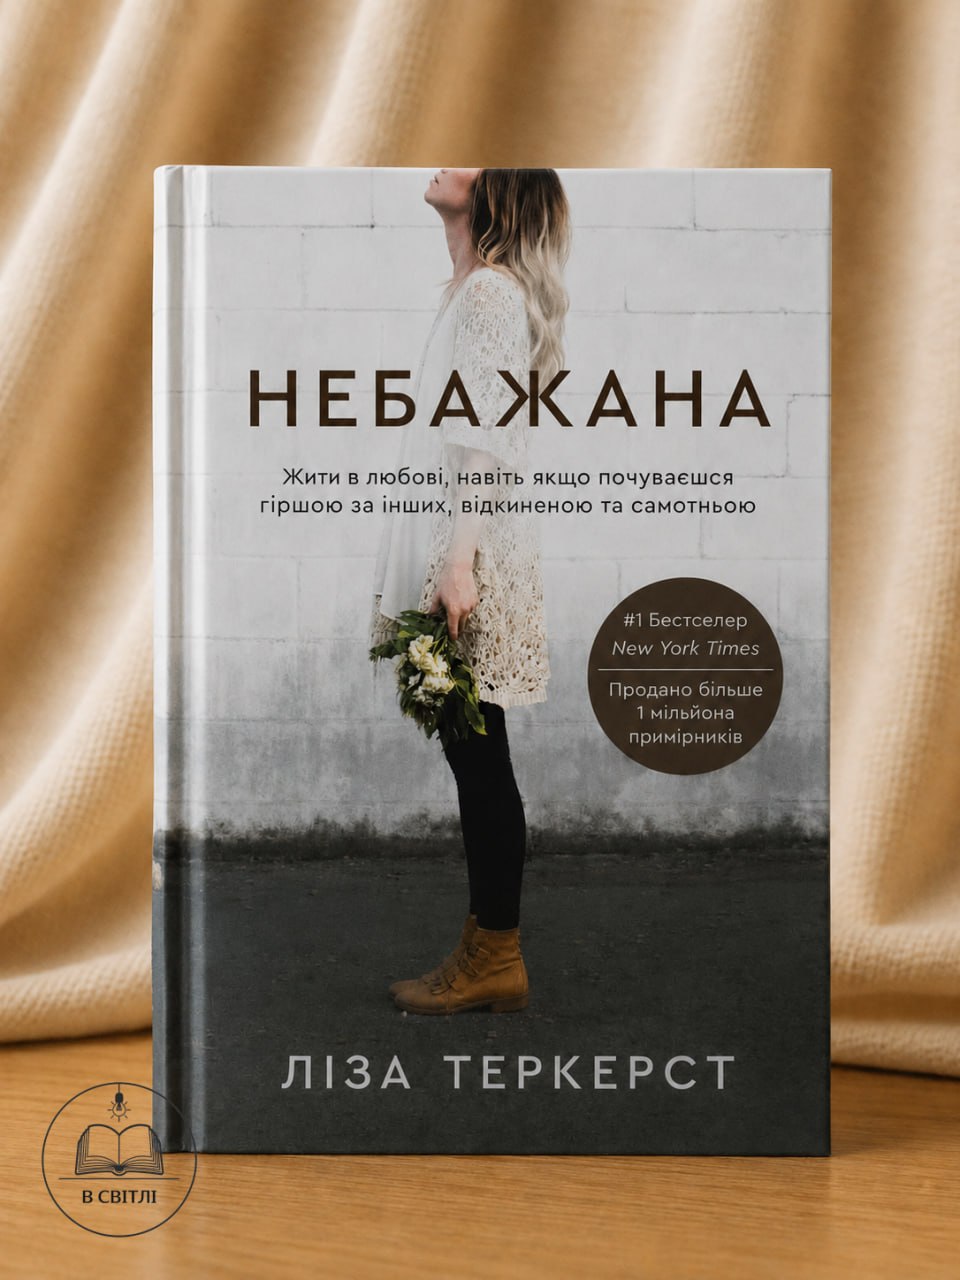 НЕБАЖАНА
Жити в любові, навіть якщо почуваєшся
гіршою за інших, відкиненою та самотньою
#1 Бестселер
New York Times
Продано більше
1 мільйона
примірників
ЛІЗА ТЕРКЕРСТ
В СВІТЛІ